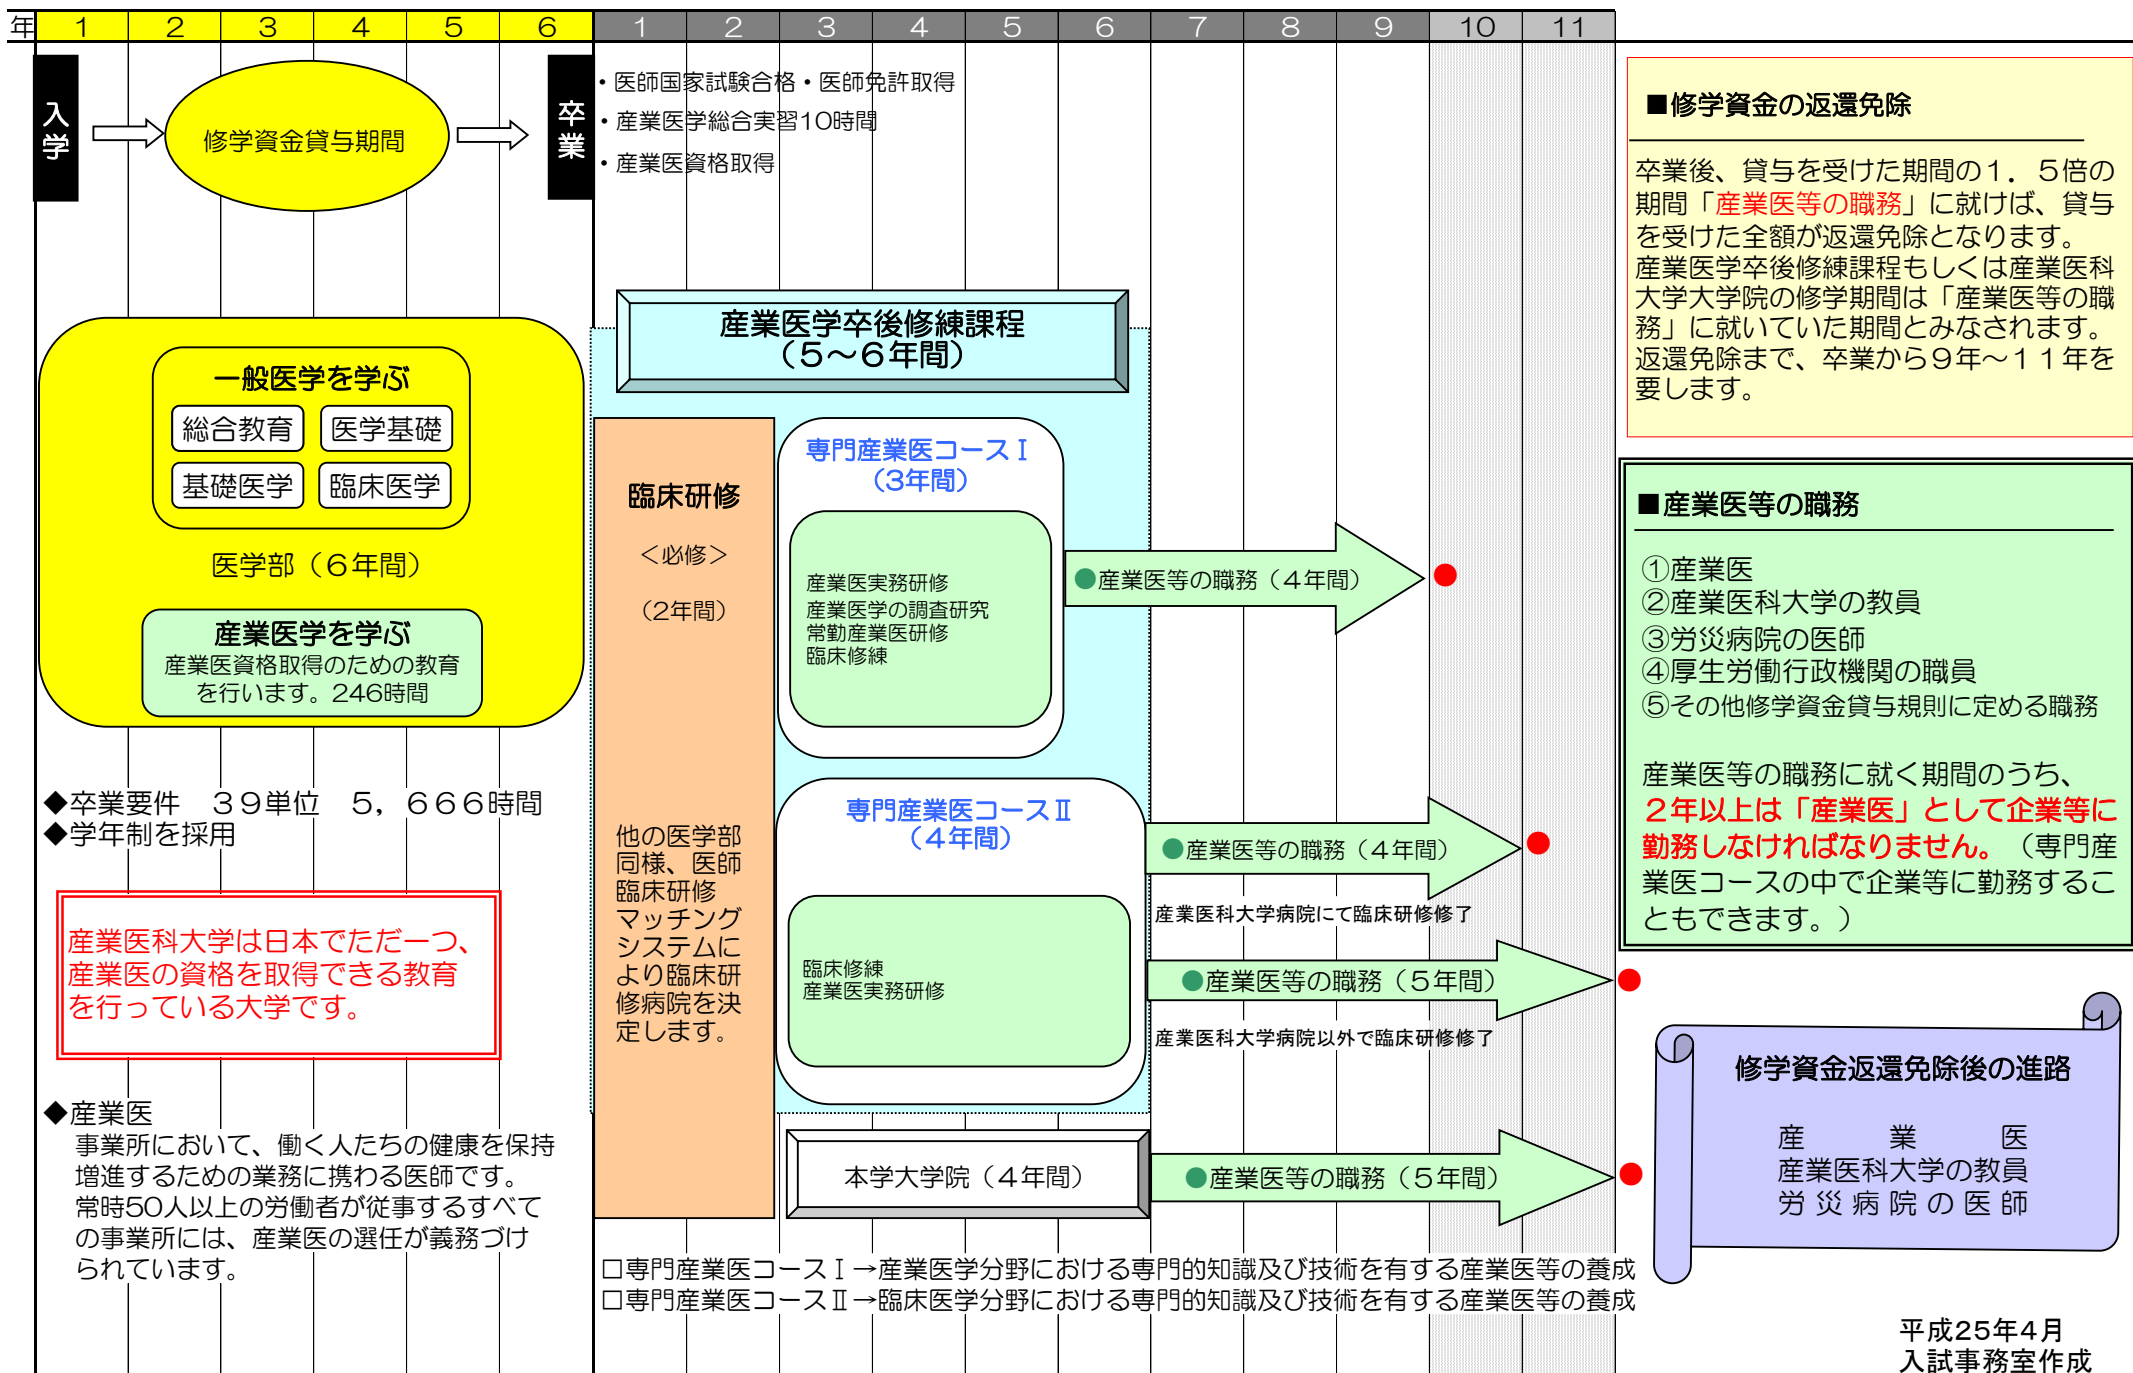 年 1 2 3 4 5 6 1 2 3 4 5 6 7 8 9 10 11
入学
修学資金貸与期間
卒業
・医師国家試験合格・医師免許取得
・産業医学総合実習10時間
・産業医資格取得
■修学資金の返還免除
卒業後、貸与を受けた期間の1．5倍の
期間「産業医等の職務」に就けば、貸与
を受けた全額が返還免除となります。
産業医学卒後修練課程もしくは産業医科
大学大学院の修学期間は「産業医等の職
務」に就いていた期間とみなされます。
返還免除まで、卒業から９年～１１年を
要します。
一般医学を学ぶ
総合教育 医学基礎
基礎医学 臨床医学
医学部（６年間）
産業医学を学ぶ
産業医資格取得のための教育
を行います。246時間
◆卒業要件　３９単位　５，６６６時間
◆学年制を採用
産業医科大学は日本でただ一つ、
産業医の資格を取得できる教育
を行っている大学です。
◆産業医
事業所において、働く人たちの健康を保持
増進するための業務に携わる医師です。
常時50人以上の労働者が従事するすべて
の事業所には、産業医の選任が義務づけ
られています。
産業医学卒後修練課程
（５～６年間）
臨床研修
＜必修＞
（2年間）
他の医学部
同様、医師
臨床研修
マッチング
システムに
より臨床研
修病院を決
定します。
専門産業医コースⅠ
（3年間）
産業医実務研修
産業医学の調査研究
常勤産業医研修
臨床修練
●産業医等の職務（４年間）
専門産業医コースⅡ
（4年間）
臨床修練
産業医実務研修
●産業医等の職務（４年間）
産業医科大学病院にて臨床研修修了
●産業医等の職務（５年間）
産業医科大学病院以外で臨床研修修了
本学大学院（４年間）
●産業医等の職務（５年間）
□専門産業医コースⅠ→産業医学分野における専門的知識及び技術を有する産業医等の養成
□専門産業医コースⅡ→臨床医学分野における専門的知識及び技術を有する産業医等の養成
■産業医等の職務
①産業医
②産業医科大学の教員
③労災病院の医師
④厚生労働行政機関の職員
⑤その他修学資金貸与規則に定める職務
産業医等の職務に就く期間のうち、
２年以上は「産業医」として企業等に
勤務しなければなりません。（専門産
業医コースの中で企業等に勤務するこ
ともできます。）
修学資金返還免除後の進路
産　業　医
産業医科大学の教員
労災病院の医師
平成25年4月
入試事務室作成